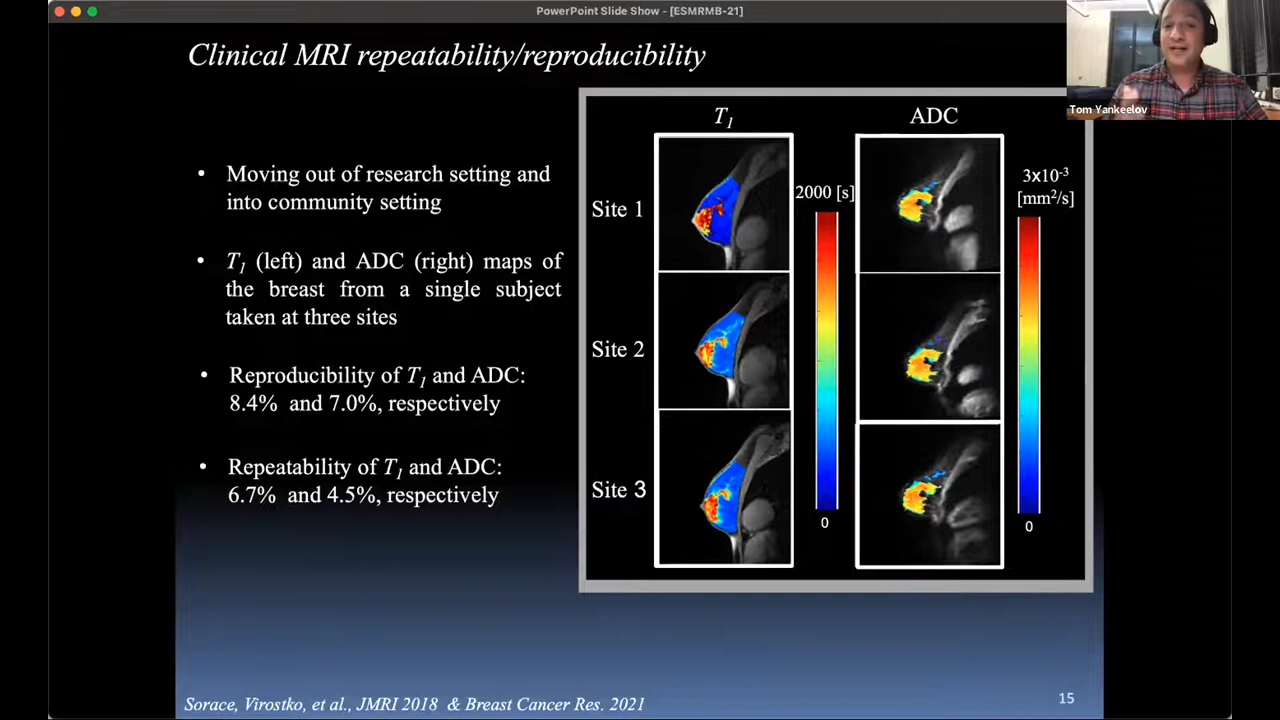 PowerPoint Slide Show - [ESMRMB-21]
Clinical MRI repeatability/reproducibility
Tom Yankeelov
• Moving out of research setting and
into community setting
• T1 (left) and ADC (right) maps of
the breast from a single subject
taken at three sites
• Reproducibility of T1 and ADC:
8.4% and 7.0%, respectively
• Repeatability of T1 and ADC:
6.7% and 4.5%, respectively
T1
ADC
Site 1
Site 2
Site 3
2000 [s]
0
3x10-3
[mm2/s]
0
Sorace, Virostko, et al., JMRI 2018 & Breast Cancer Res. 2021
15